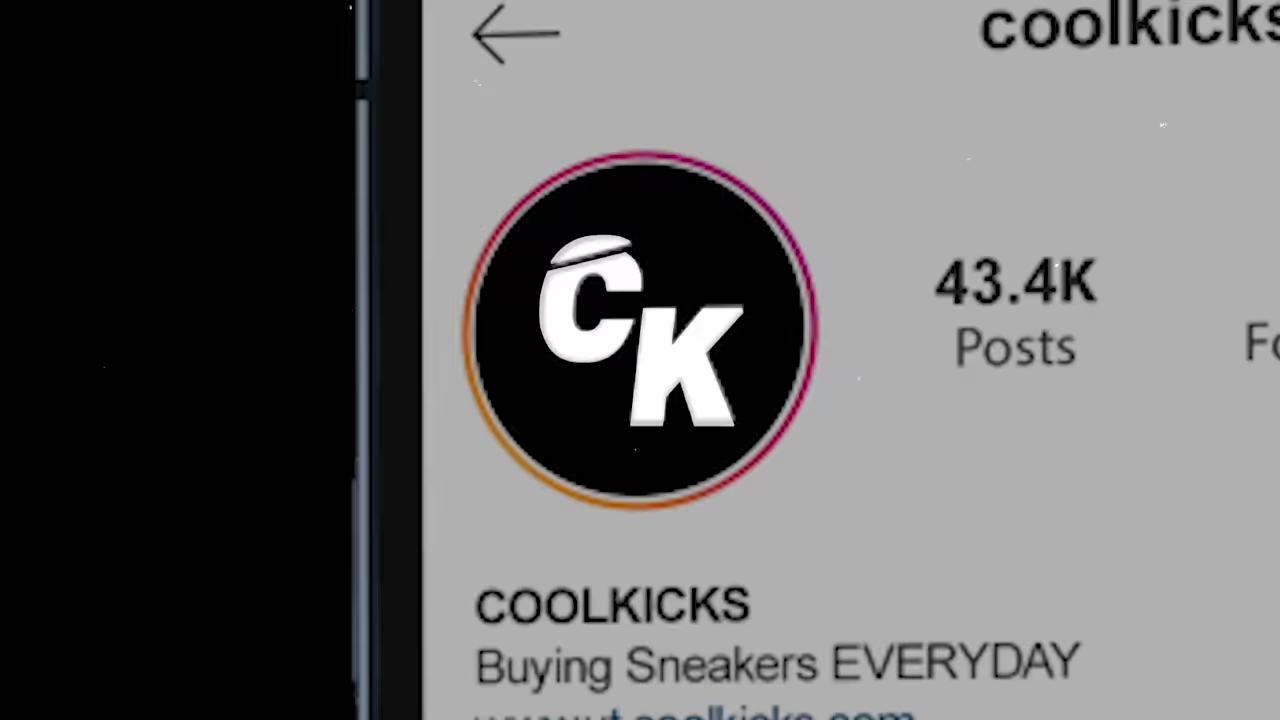 coolkicks
CK
43.4K
Posts
COOLKICKS
Buying Sneakers EVERYDAY